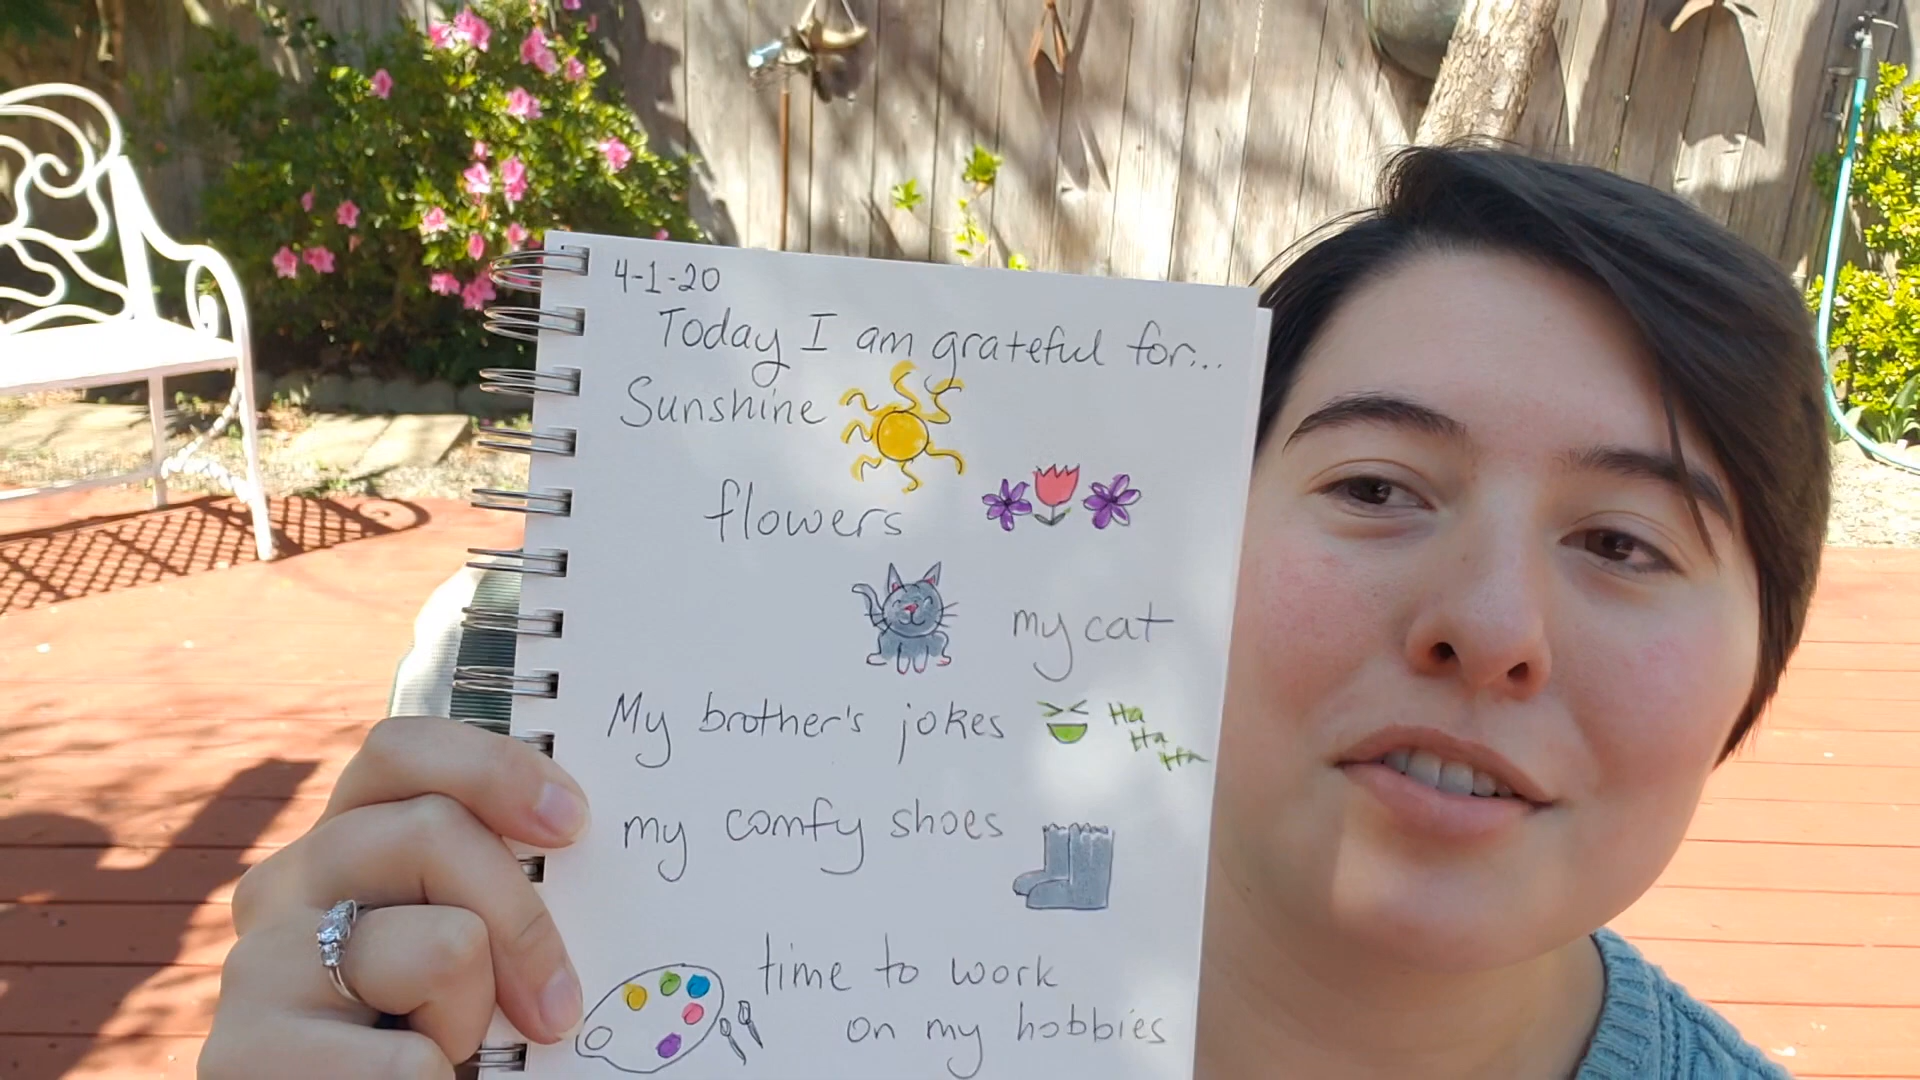 4-1-20
Today I am grateful for...
Sunshine
flowers
my cat
My brother's jokes
Ha
Ha
Ha
my comfy shoes
time to work
on my hobbies